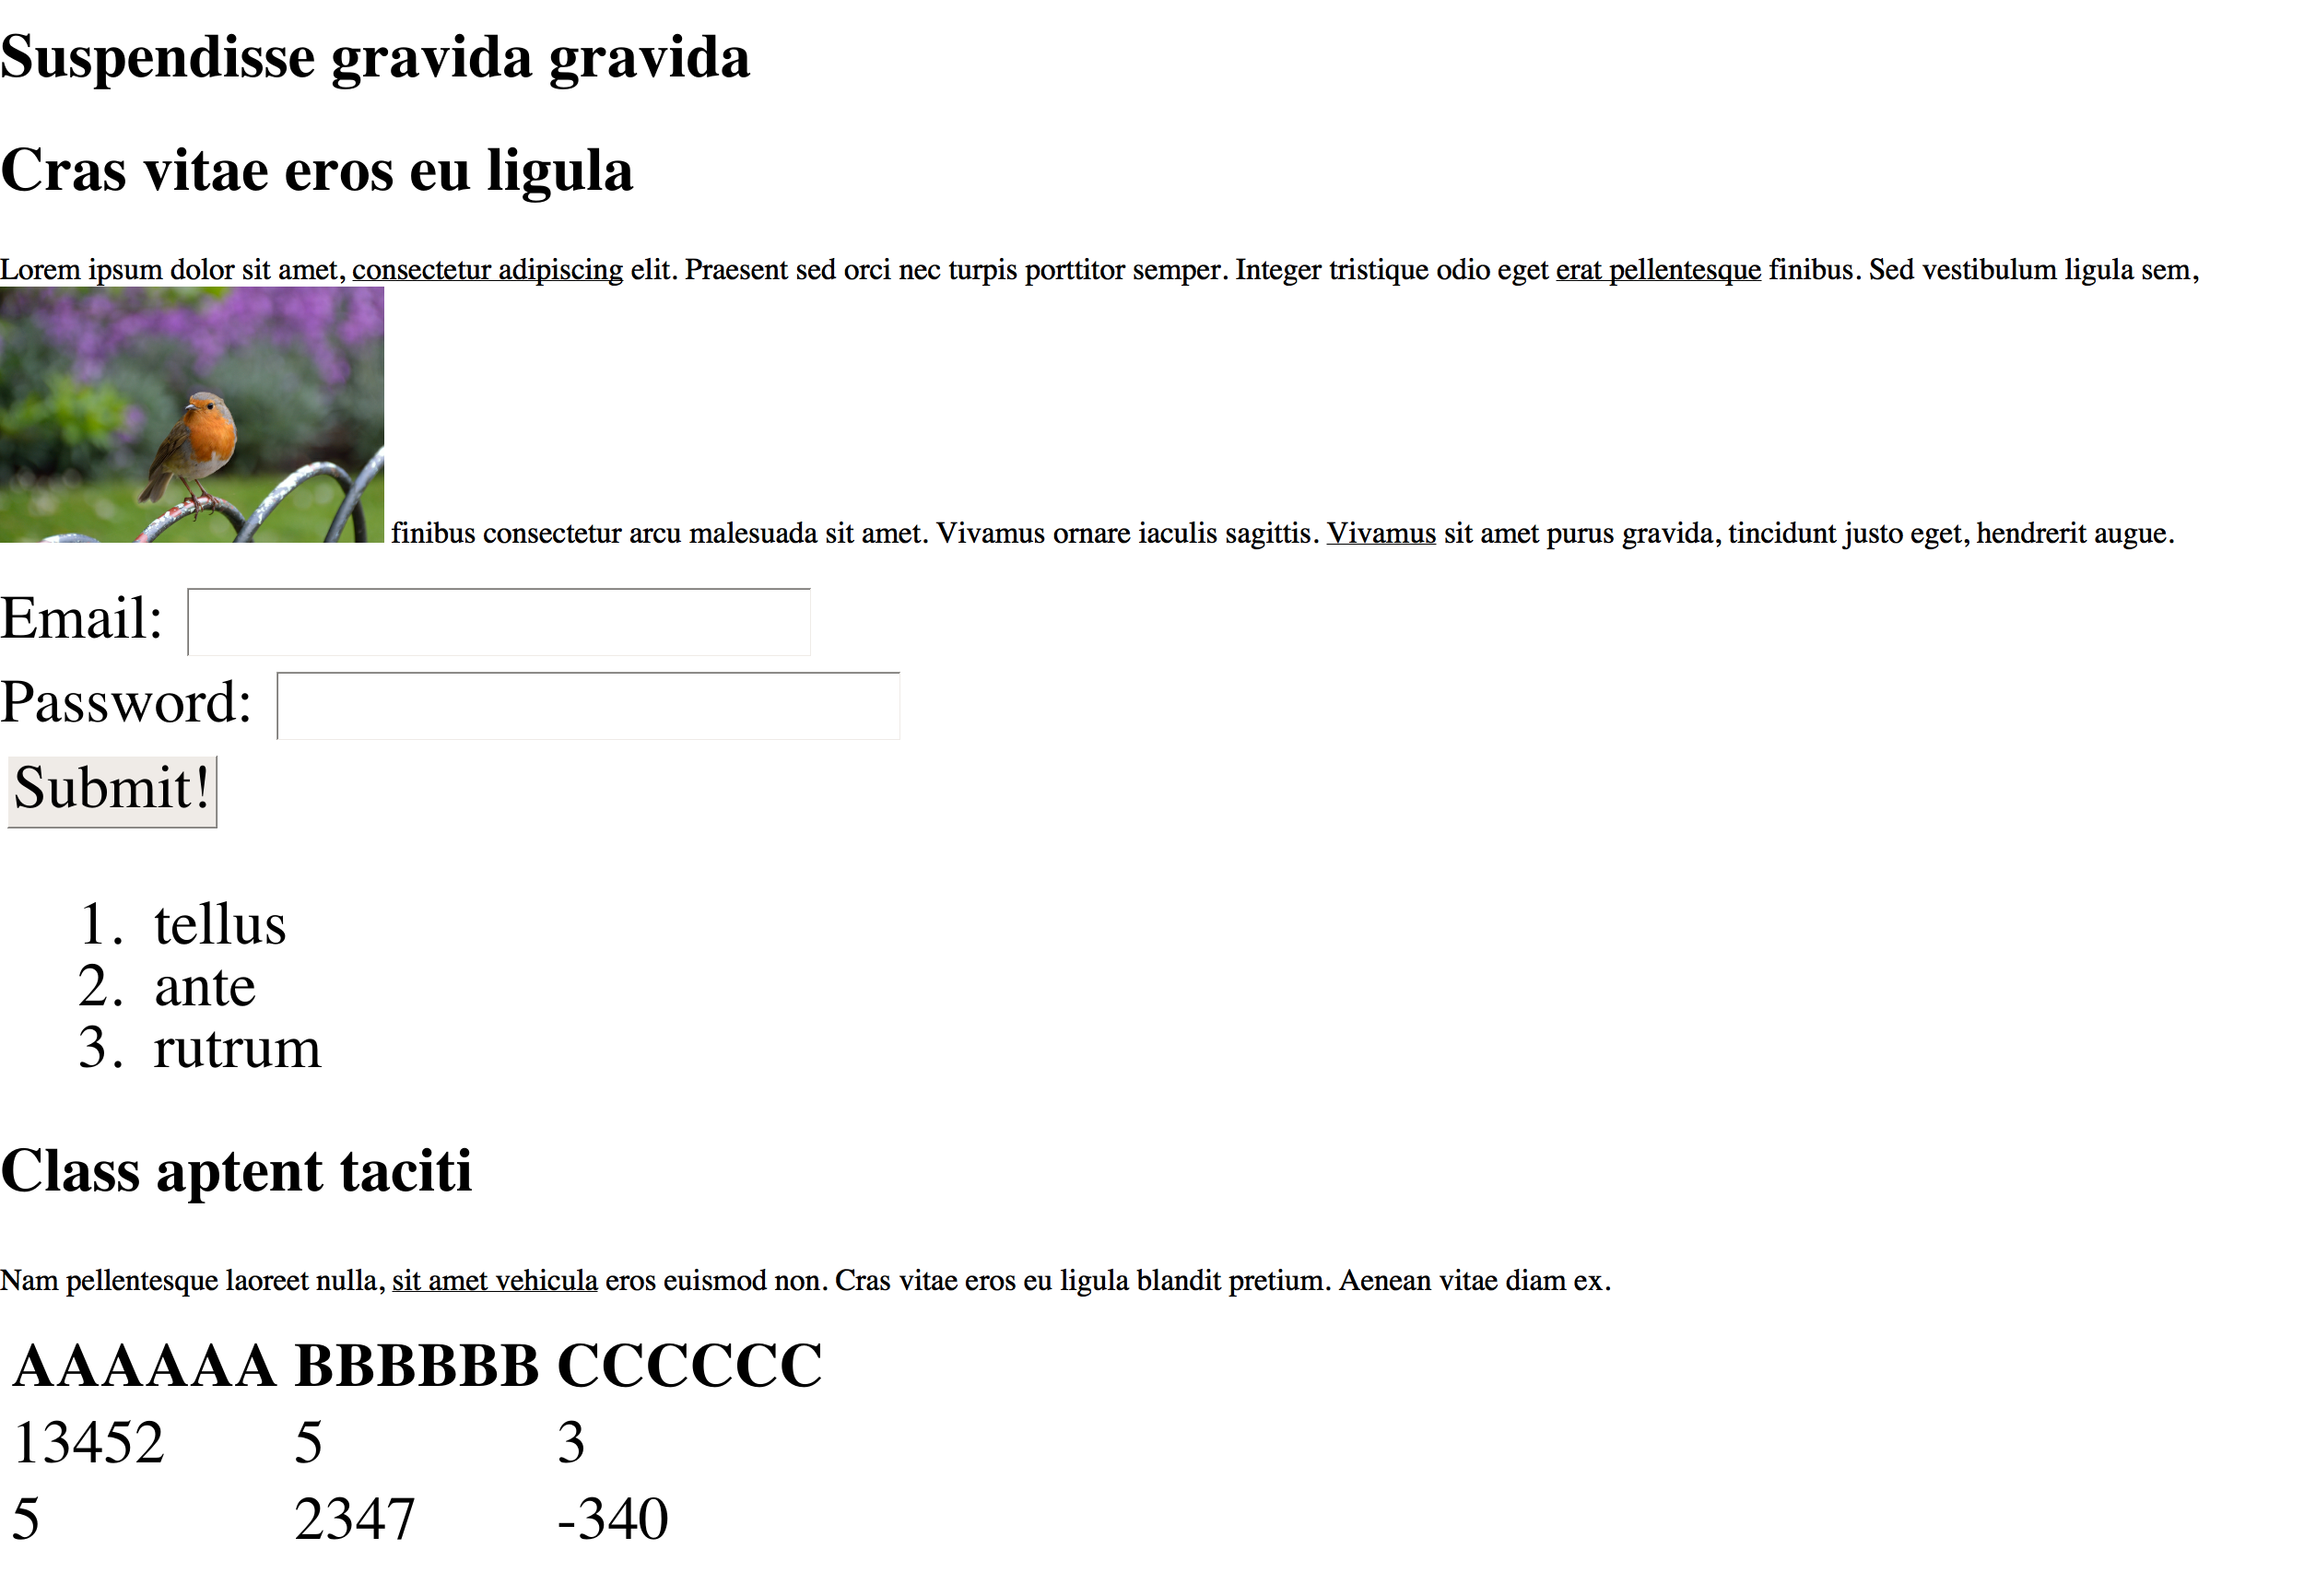 Suspendisse gravida gravida
Cras vitae eros eu ligula
Lorem ipsum dolor sit amet, consectetur adipiscing elit. Praesent sed orci nec turpis porttitor semper. Integer tristique odio eget erat pellentesque finibus. Sed vestibulum ligula sem,
finibus consectetur arcu malesuada sit amet. Vivamus ornare iaculis sagittis. Vivamus sit amet purus gravida, tincidunt justo eget, hendrerit augue.
Email:
Password:
Submit!
1. tellus
2. ante
3. rutrum
Class aptent taciti
Nam pellentesque laoreet nulla, sit amet vehicula eros euismod non. Cras vitae eros eu ligula blandit pretium. Aenean vitae diam ex.
AAAAAA BBBBBB CCCCCC
13452 5 3
5 2347 -340